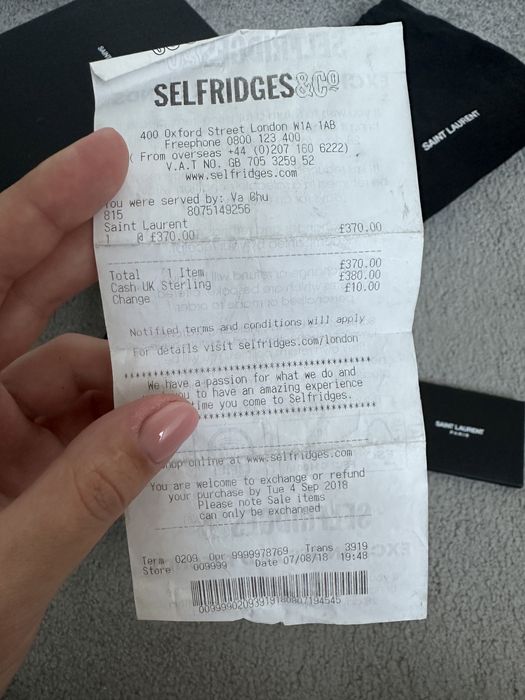 SAINT LAURENT
SELFRIDGES&Co
400 Oxford Street London W1A 1AB
Freephone 0800 123 400
( From overseas +44 (0)207 160 6222)
V.A.T NO. GB 705 3259 52
www.selfridges.com
You were served by: Va Chu
815 8075149256
Saint Laurent
1 @ £370.00 £370.00
Total 1 Item £370.00
Cash UK Sterling £380.00
Change £10.00
Notified terms and conditions will apply
For details visit selfridges.com/london
We have a passion for what we do and
to have an amazing experience
time you come to Selfridges.
online at www.selfridges.com
You are welcome to exchange or refund
your purchase by Tue 4 Sep 2018
Please note Sale items
can only be exchanged
Term 0209 Opr 9999978769 Trans 3919
Store 009999 Date 07/08/18 19:48
00999902093919180807194545
SAINT LAURENT
PARIS